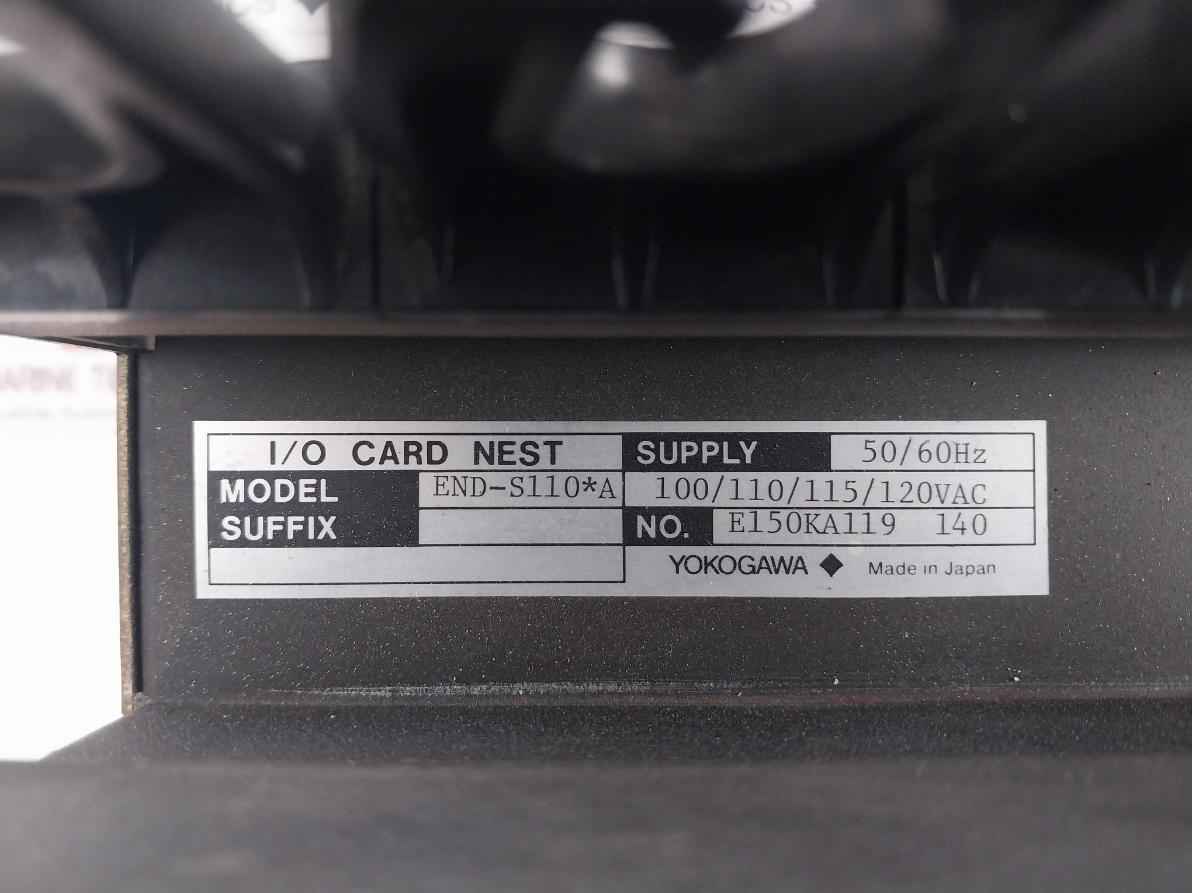 I/O CARD NEST SUPPLY 50/60Hz
MODEL END-S110*A 100/110/115/120VAC
SUFFIX NO. E150KA119 140
YOKOGAWA Made in Japan